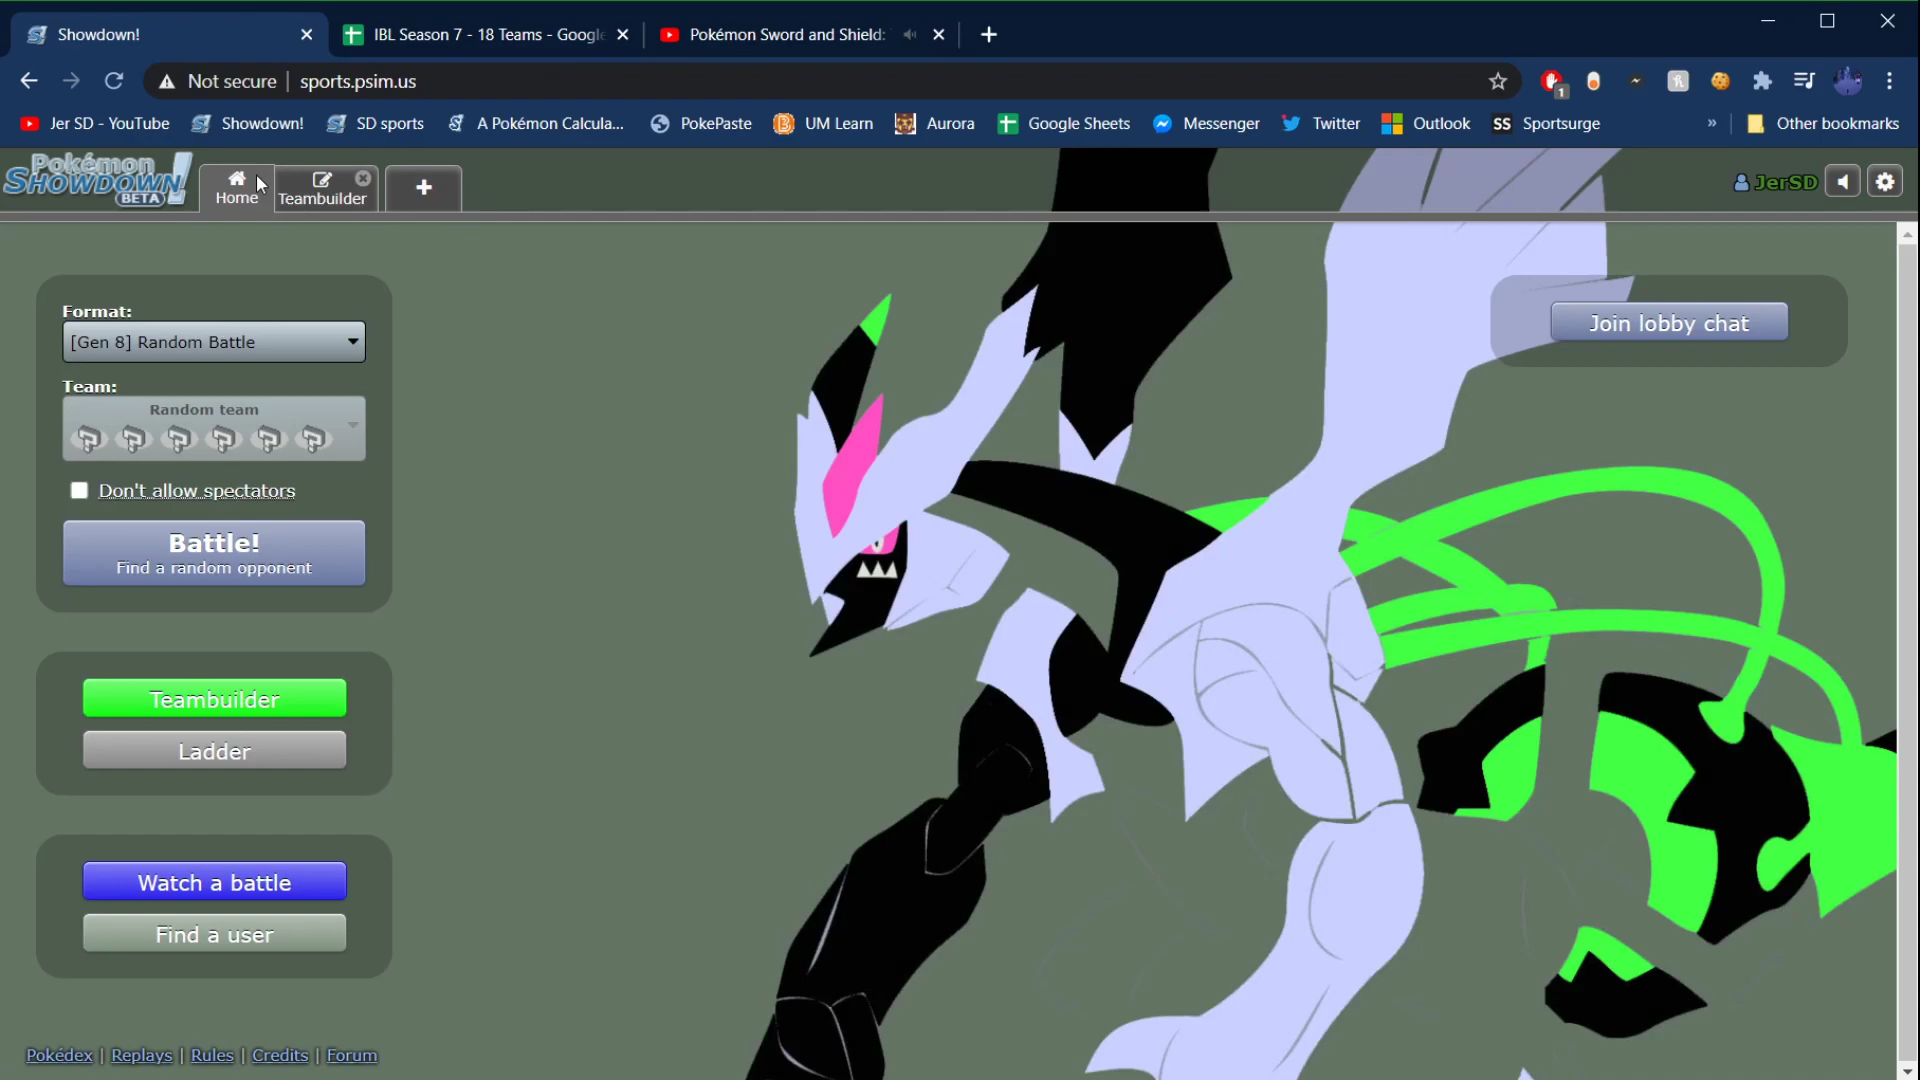 Showdown!
IBL Season 7 - 18 Teams - Google
Pokémon Sword and Shield:
Not secure
sports.psim.us
1
Jer SD - YouTube
Showdown!
SD sports
A Pokémon Calcula...
PokePaste
UM Learn
Aurora
Google Sheets
Messenger
Twitter
Outlook
SS Sportsurge
»
Other bookmarks
Pokémon
SHOWDOWN!
BETA
Home
Teambuilder
JerSD
Format:
[Gen 8] Random Battle
Team:
Random team
Don't allow spectators
Battle!
Find a random opponent
Join lobby chat
Teambuilder
Ladder
Watch a battle
Find a user
Pokédex | Replays | Rules | Credits | Forum